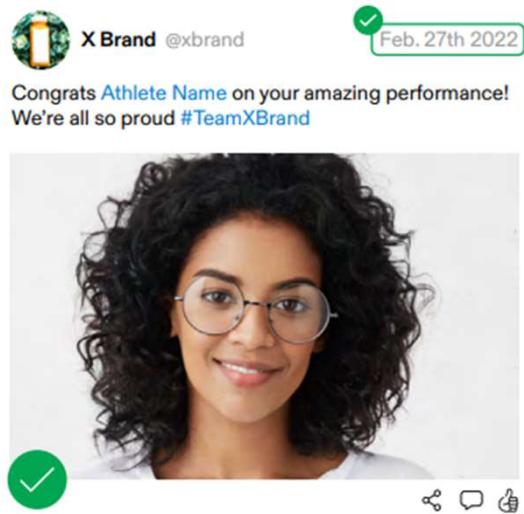 X Brand @xbrand
Feb. 27th 2022
Congrats Athlete Name on your amazing performance!
We're all so proud #TeamXBrand